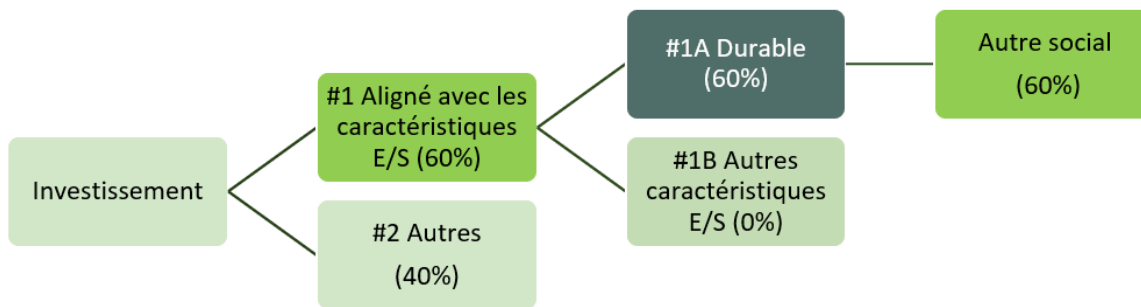 Investissement
#1 Aligné avec les
caractéristiques
E/S (60%)
#2 Autres
(40%)
#1A Durable
(60%)
#1B Autres
caractéristiques
E/S (0%)
Autre social
(60%)